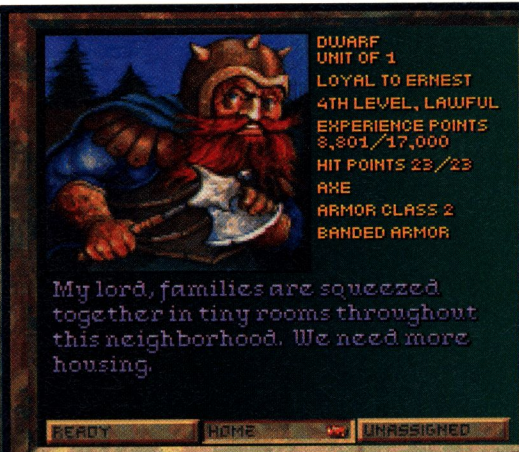 DWARF
UNIT OF 1
LOYAL TO ERNEST
4TH LEVEL, LAWFUL
EXPERIENCE POINTS
8,801/17,000
HIT POINTS 23/23
AXE
ARMOR CLASS 2
BANDED ARMOR
My lord, families are squeezed
together in tiny rooms throughout
this neighborhood. We need more
housing.
READY HOME UNASSIGNED